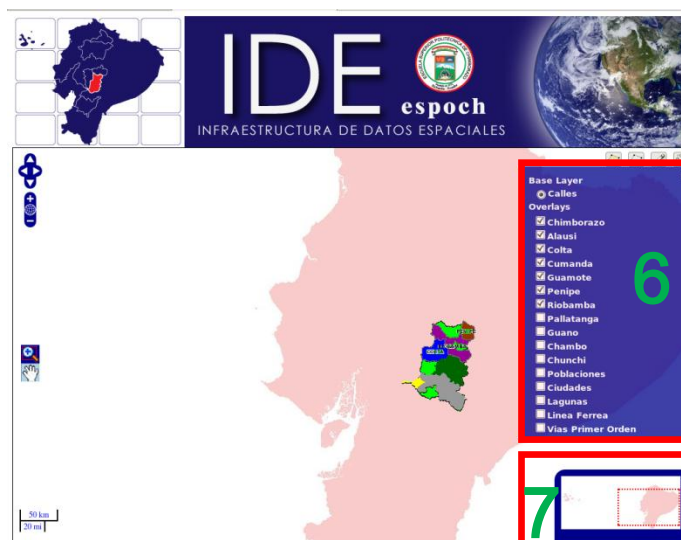 IDE
espoch
INFRAESTRUCTURA DE DATOS ESPACIALES
Base Layer
Calles
Overlays
Chimborazo
Alausi
Colta
Cumanda
Guamote
Penipe
Riobamba
Pallatanga
Guano
Chambo
Chunchi
Poblaciones
Ciudades
Lagunas
Linea Ferrea
Vias Primer Orden
6
7
50 km
20 mi